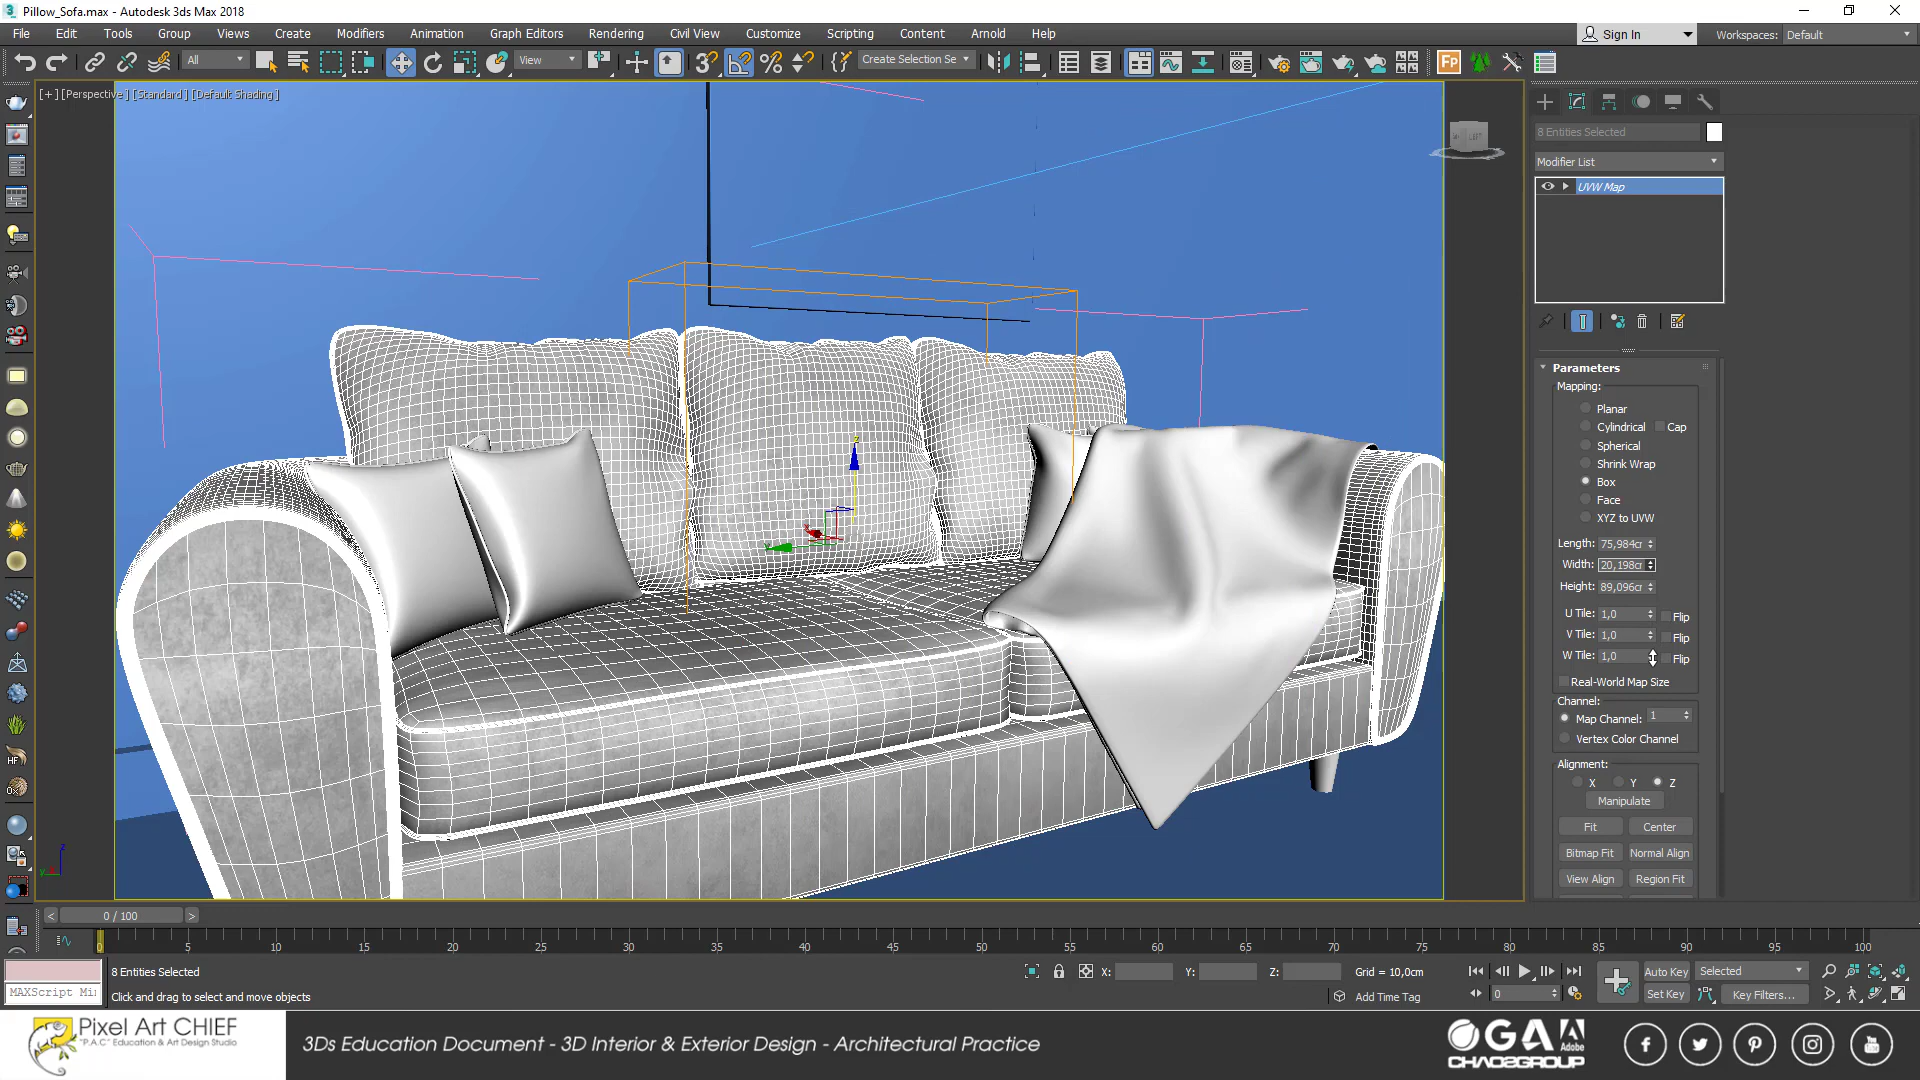 Pillow_Sofa.max - Autodesk 3ds Max 2018
File Edit Tools Group Views Create Modifiers Animation Graph Editors Rendering Civil View Customize Scripting Content Arnold Help
Sign In Workspaces: Default
All View Create Selection Se
[+] [Perspective] [Standard] [Default Shading]
LEFT
8 Entities Selected
Modifier List
UVW Map
Parameters
Mapping:
Planar
Cylindrical Cap
Spherical
Shrink Wrap
Box
Face
XYZ to UVW
Length: 75,984cr
Width: 20,198cr
Height: 89,096cr
U Tile: 1,0 Flip
V Tile: 1,0 Flip
W Tile: 1,0 Flip
Real-World Map Size
Channel:
Map Channel: 1
Vertex Color Channel
Alignment:
X Y Z
Manipulate
Fit Center
Bitmap Fit Normal Align
View Align Region Fit
0 / 100
0 5 10 15 20 25 30 35 40 45 50 55 60 65 70 75 80 85 90 95 100
8 Entities Selected X: Y: Z: Grid = 10,0cm Auto Key Selected
MAXScript Mi Click and drag to select and move objects Add Time Tag 0 Set Key Key Filters...
Pixel Art CHIEF
"P.A.C" Education & Art Design Studio
3Ds Education Document - 3D Interior & Exterior Design - Architectural Practice
GA Adobe
CHAOSGROUP